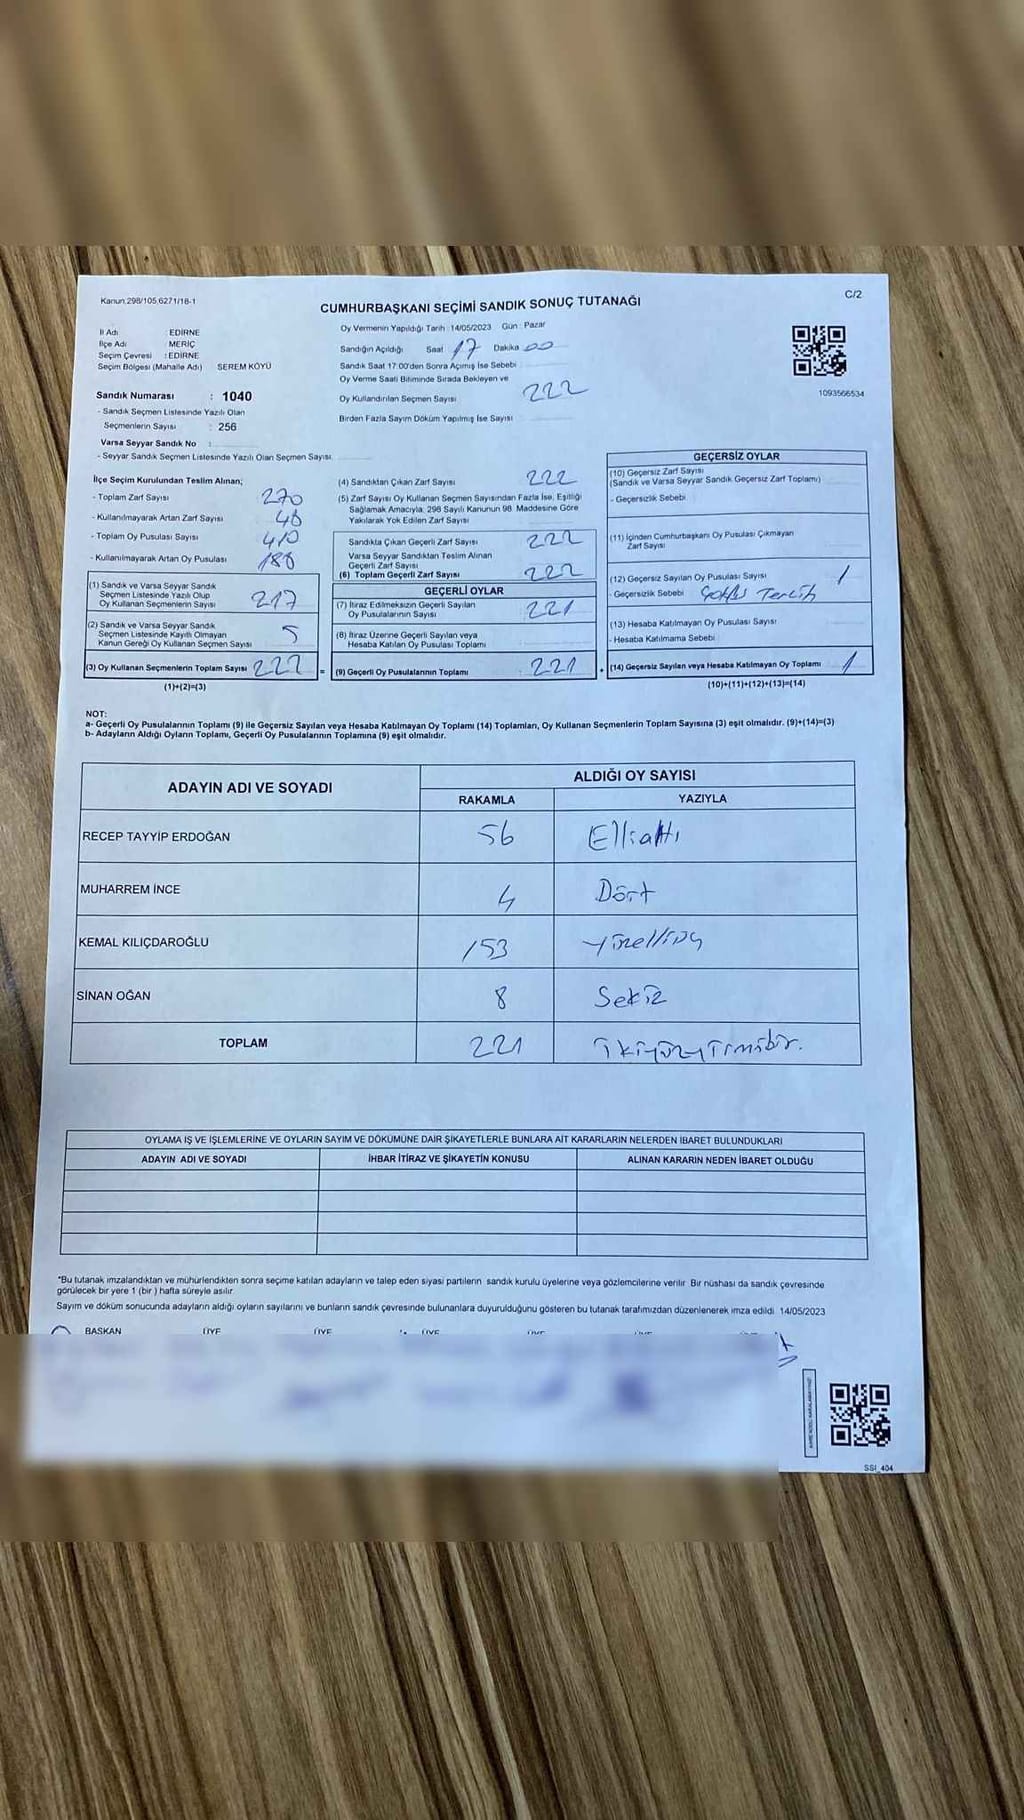 Kanun.298/105,6271/18-1
C/2
CUMHURBAŞKANI SEÇİMİ SANDIK SONUÇ TUTANAĞI
İl Adı : EDİRNE
İlçe Adı : MERİÇ
Seçim Çevresi : EDİRNE
Seçim Bölgesi (Mahalle Adı) SEREM KÖYÜ
Sandık Numarası : 1040
- Sandık Seçmen Listesinde Yazılı Olan
Seçmenlerin Sayısı : 256
Varsa Seyyar Sandık No :
- Seyyar Sandık Seçmen Listesinde Yazılı Olan Seçmen Sayısı
Oy Vermenin Yapıldığı Tarih : 14/05/2023 Gün : Pazar
Sandığın Açıldığı Saat 17 Dakika 00
Sandık Saat 17:00'den Sonra Açımış İse Sebebi
Oy Verme Saati Bitiminde Sırada Bekleyen ve
Oy Kullandırılan Seçmen Sayısı 222
Birden Fazla Sayım Döküm Yapılmış İse Sayısı
1093566534
İlçe Seçim Kurulundan Teslim Alınan;
- Toplam Zarf Sayısı 270
- Kullanılmayarak Artan Zarf Sayısı 48
- Toplam Oy Pusulası Sayısı 410
- Kullanılmayarak Artan Oy Pusulası 188
(1) Sandık ve Varsa Seyyar Sandık
Seçmen Listesinde Yazılı Olup
Oy Kullanan Seçmenlerin Sayısı 217
(2) Sandık ve Varsa Seyyar Sandık
Seçmen Listesinde Kayıtlı Olmayan
Kanun Gereği Oy Kullanan Seçmen Sayısı 5
(3) Oy Kullanan Seçmenlerin Toplam Sayısı 222 =
(1)+(2)=(3)
(4) Sandıktan Çıkan Zarf Sayısı 222
(5) Zarf Sayısı Oy Kullanan Seçmen Sayısından Fazla İse, Eşitliği
Sağlamak Amacıyla, 298 Sayılı Kanunun 98. Maddesine Göre
Yakılarak Yok Edilen Zarf Sayısı
Sandıkta Çıkan Geçerli Zarf Sayısı 222
Varsa Seyyar Sandıktan Teslim Alınan
Geçerli Zarf Sayısı
(6) Toplam Geçerli Zarf Sayısı 222
GEÇERLİ OYLAR
(7) İtiraz Edilmeksizin Geçerli Sayılan
Oy Pusulalarının Sayısı 221
(8) İtiraz Üzerine Geçerli Sayılan veya
Hesaba Katılan Oy Pusulası Toplamı
(9) Geçerli Oy Pusulalarının Toplamı 221 +
GEÇERSİZ OYLAR
(10) Geçersiz Zarf Sayısı
(Sandık ve Varsa Seyyar Sandık Geçersiz Zarf Toplamı)
- Geçersizlik Sebebi
(11) İçinden Cumhurbaşkanı Oy Pusulası Çıkmayan
Zarf Sayısı
(12) Geçersiz Sayılan Oy Pusulası Sayısı 1
- Geçersizlik Sebebi Tercih
(13) Hesaba Katılmayan Oy Pusulası Sayısı
- Hesaba Katılmama Sebebi
(14) Geçersiz Sayılan veya Hesaba Katılmayan Oy Toplamı 1
(10)+(11)+(12)+(13)=(14)
NOT:
a- Geçerli Oy Pusulalarının Toplamı (9) ile Geçersiz Sayılan veya Hesaba Katılmayan Oy Toplamı (14) Toplamları, Oy Kullanan Seçmenlerin Toplam Sayısına (3) eşit olmalıdır. (9)+(14)=(3)
b- Adayların Aldığı Oyların Toplamı, Geçerli Oy Pusulalarının Toplamına (9) eşit olmalıdır.
ADAYIN ADI VE SOYADI
ALDIĞI OY SAYISI
RAKAMLA YAZIYLA
RECEP TAYYİP ERDOĞAN 56 Ellialtı
MUHARREM İNCE 4 Dört
KEMAL KILIÇDAROĞLU 153 Yüzelliüç
SİNAN OĞAN 8 Sekiz
TOPLAM 221 ikiyüzyirmibir.
OYLAMA İŞ VE İŞLEMLERİNE VE OYLARIN SAYIM VE DÖKÜMÜNE DAİR ŞİKAYETLERLE BUNLARA AİT KARARLARIN NELERDEN İBARET BULUNDUKLARI
ADAYIN ADI VE SOYADI İHBAR İTİRAZ VE ŞİKAYETİN KONUSU ALINAN KARARIN NEDEN İBARET OLDUĞU
*Bu tutanak imzalandıktan ve mühürlendikten sonra seçime katılan adayların ve talep eden siyasi partilerin sandık kurulu üyelerine veya gözlemcilerine verilir. Bir nüshası da sandık çevresinde
görülecek bir yere 1 (bir) hafta süreyle asılır.
Sayım ve döküm sonucunda adayların aldığı oyların sayılarını ve bunların sandık çevresinde bulunanlara duyurulduğunu gösteren bu tutanak tarafımızdan düzenlenerek imza edildi. 14/05/2023
BAŞKAN ÜYE ÜYE ÜYE ÜYE ÜYE
SSI_404